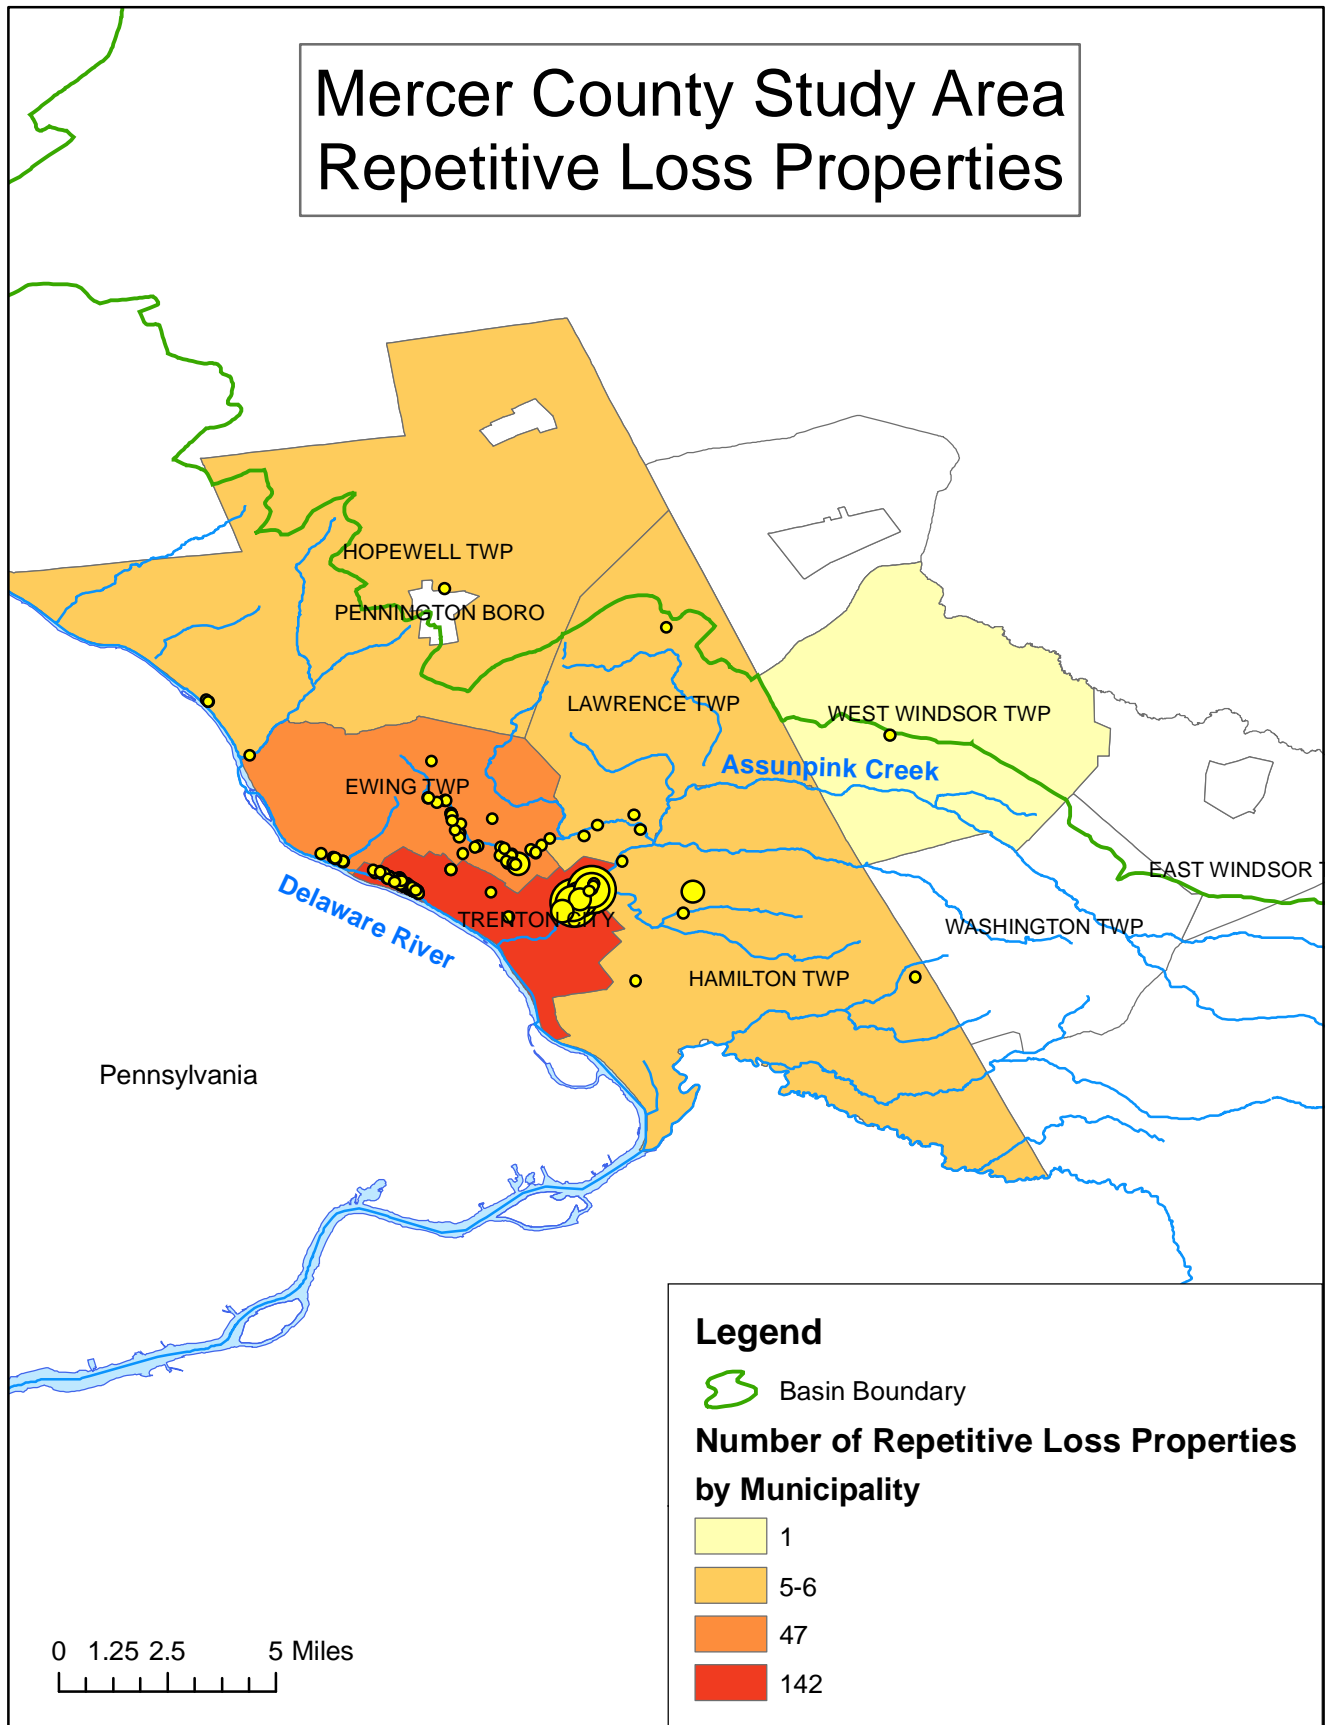 Mercer County Study Area
Repetitive Loss Properties
HOPEWELL TWP
PENNINGTON BORO
LAWRENCE TWP
WEST WINDSOR TWP
Assunpink Creek
EWING TWP
EAST WINDSOR T
Delaware River
TRENTON CITY
WASHINGTON TWP
HAMILTON TWP
Pennsylvania
Legend
Basin Boundary
Number of Repetitive Loss Properties
by Municipality
1
5-6
47
142
0 1.25 2.5 5 Miles